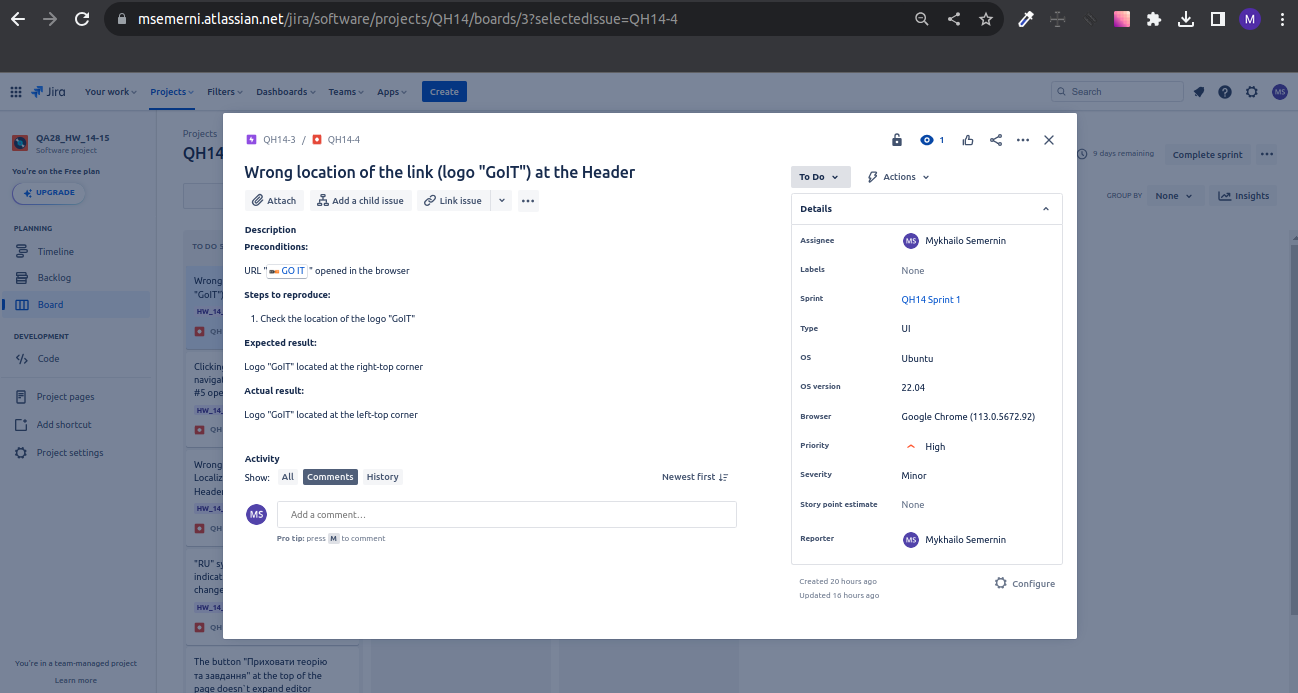 msemerni.atlassian.net/jira/software/projects/QH14/boards/3?selectedIssue=QH14-4
M
Jira
Your work
Projects
Filters
Dashboards
Teams
Apps
Create
Search
MS
QA28_HW_14-15
Software project
You're on the Free plan
UPGRADE
PLANNING
Timeline
Backlog
Board
DEVELOPMENT
Code
Project pages
Add shortcut
Project settings
You're in a team-managed project
Learn more
Projects
QH14
9 days remaining
Complete sprint
GROUP BY
None
Insights
TO DO
Wrong
"GoIT")
HW_14_
QH
Clicking
navigat
#5 ope
HW_14_
QH
Wrong
Localiz
Header
HW_14_
QH
"RU" sy
indicat
change
HW_14_
QH
The button "Приховати теорію
та завдання" at the top of the
page doesn`t expand editor
QH14-3 / QH14-4
1
Wrong location of the link (logo "GoIT") at the Header
Attach
Add a child issue
Link issue
Description
Preconditions:
URL " GO IT " opened in the browser
Steps to reproduce:
1. Check the location of the logo "GoIT"
Expected result:
Logo "GoIT" located at the right-top corner
Actual result:
Logo "GoIT" located at the left-top corner
Activity
Show: All Comments History
Newest first
MS
Add a comment…
Pro tip: press M to comment
To Do
Actions
Details
Assignee
MS Mykhailo Semernin
Labels
None
Sprint
QH14 Sprint 1
Type
UI
OS
Ubuntu
OS version
22.04
Browser
Google Chrome (113.0.5672.92)
Priority
High
Severity
Minor
Story point estimate
None
Reporter
MS Mykhailo Semernin
Created 20 hours ago
Updated 16 hours ago
Configure